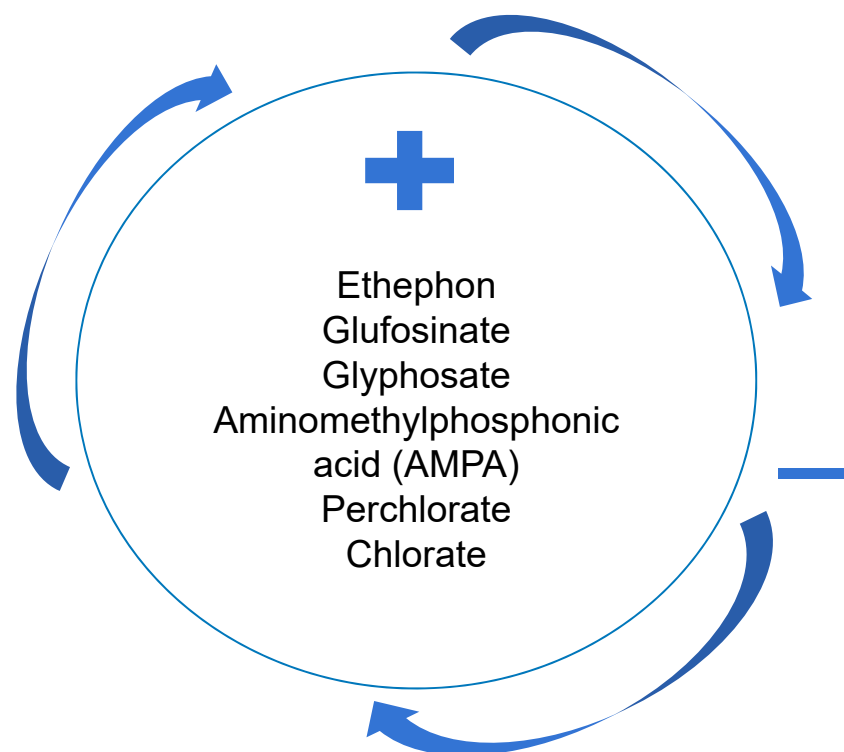 Ethephon
Glufosinate
Glyphosate
Aminomethylphosphonic
acid (AMPA)
Perchlorate
Chlorate